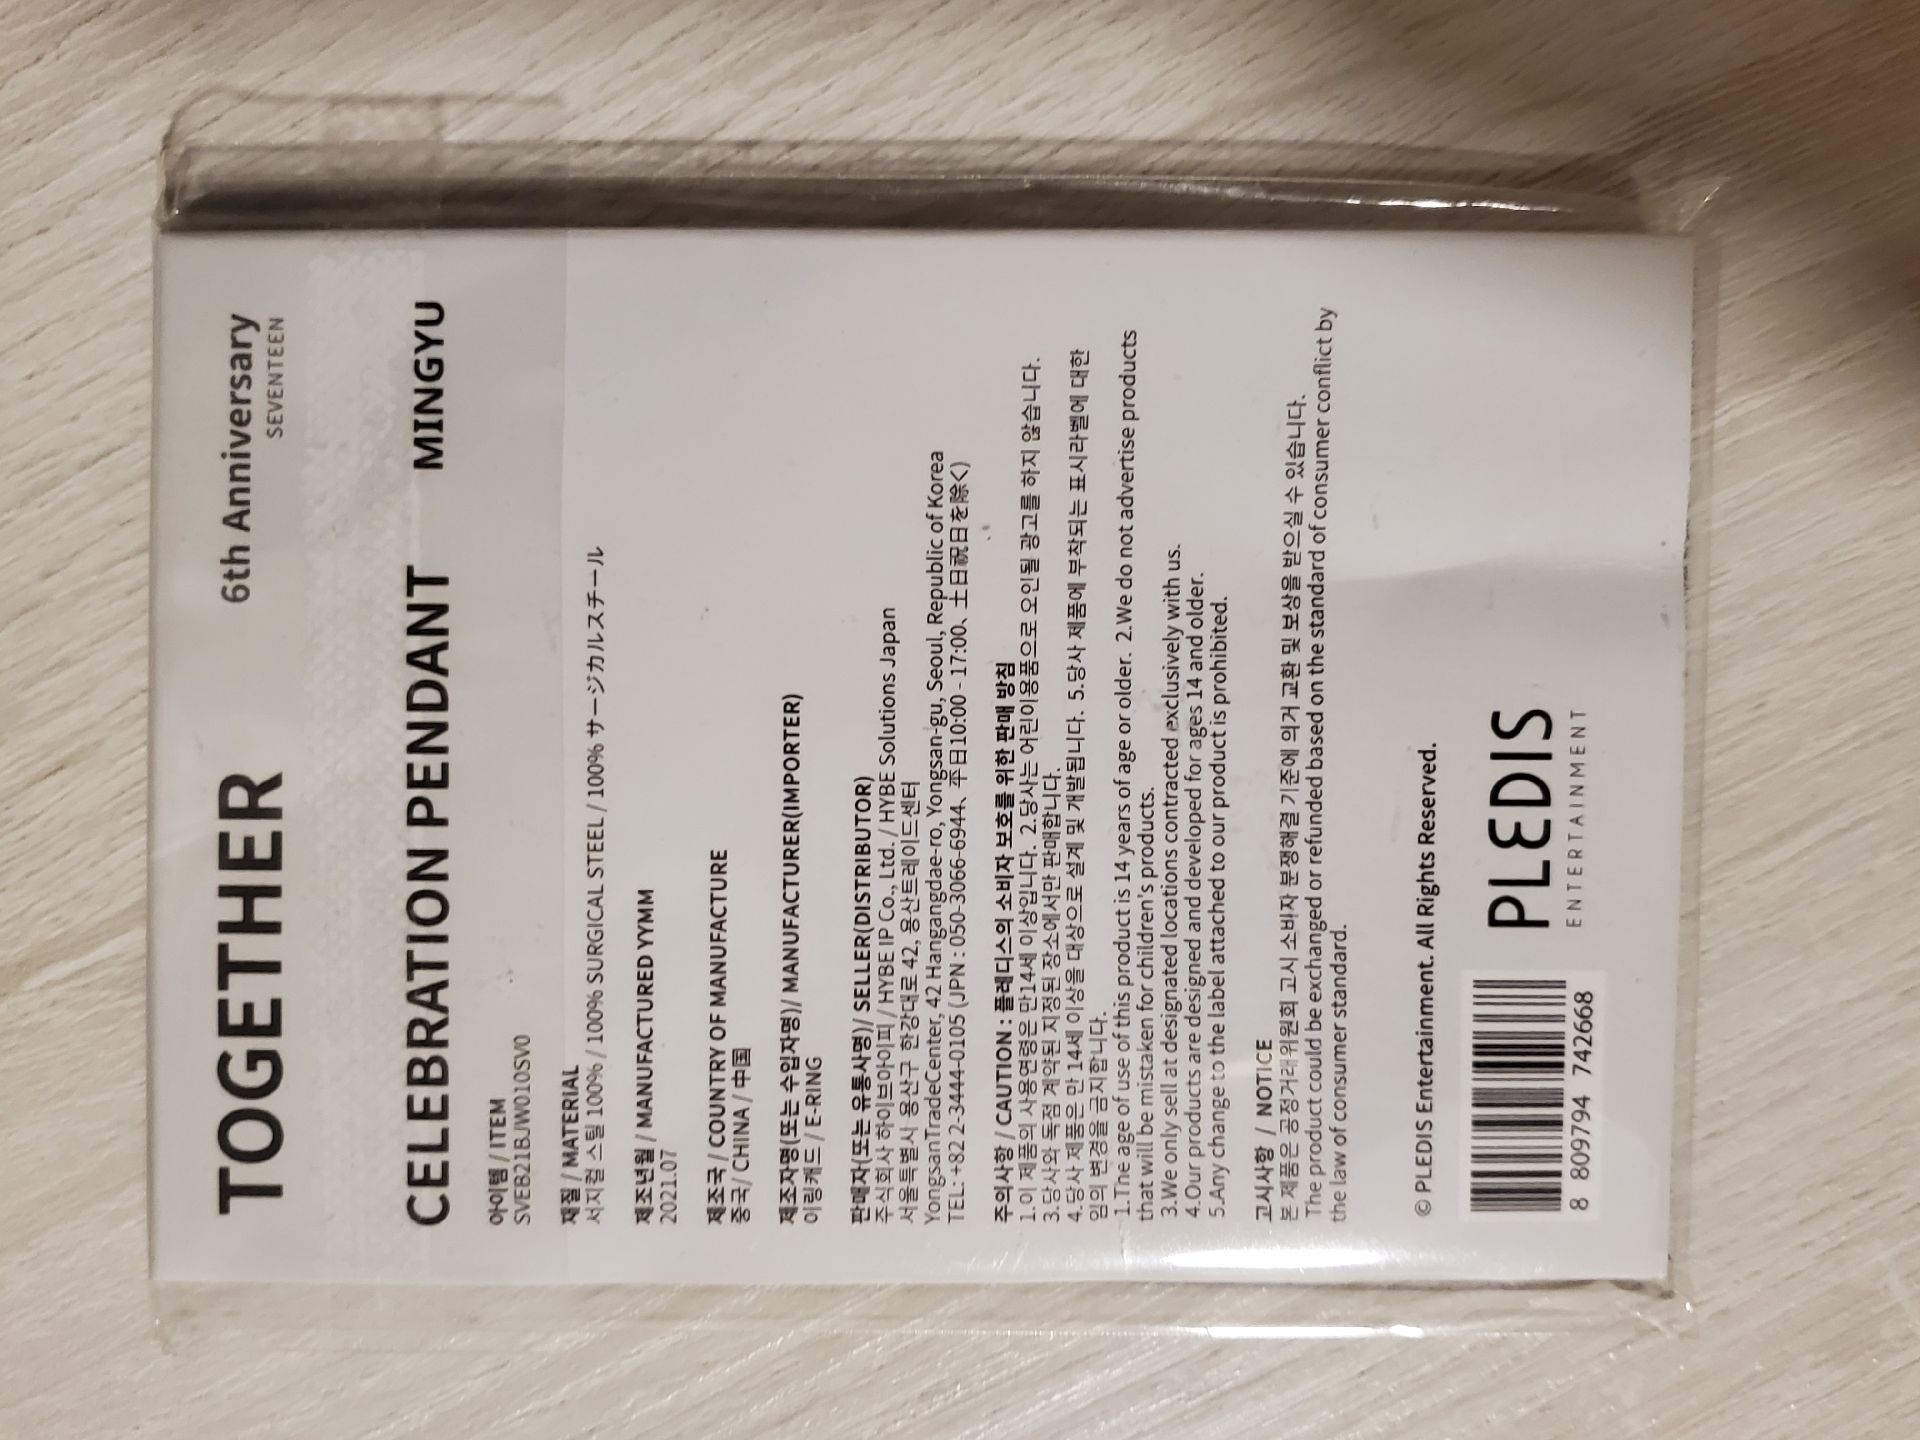 TOGETHER
6th Anniversary
SEVENTEEN
CELEBRATION PENDANT
MINGYU
아이템 / ITEM
SVEB21BJW010SV0
재질 / MATERIAL
서지컬 스틸 100% / 100% SURGICAL STEEL / 100% サージカルスチール
제조년월 / MANUFACTURED YYMM
2021.07
제조국 / COUNTRY OF MANUFACTURE
중국/ CHINA / 中国
제조자명(또는 수입자명)/ MANUFACTURER(IMPORTER)
이링캐드 / E-RING
판매자(또는 유통사명)/ SELLER(DISTRIBUTOR)
주식회사 하이브아이피 / HYBE IP Co., Ltd. / HYBE Solutions Japan
서울특별시 용산구 한강대로 42, 용산트레이드센터
YongsanTradeCenter, 42 Hangangdae-ro, Yongsan-gu, Seoul, Republic of Korea
TEL: +82 2-3444-0105 (JPN : 050-3066-6944、平日10:00 - 17:00、土日祝日を除く)
주의사항 / CAUTION : 플레디스의 소비자 보호를 위한 판매 방침
1.이 제품의 사용연령은 만14세 이상입니다. 2.당사는 어린이용품으로 오인될 광고를 하지 않습니다.
3.당사와 독점 계약된 지정된 장소에서만 판매합니다.
4.당사 제품은 만 14세 이상을 대상으로 설계 및 개발됩니다. 5.당사 제품에 부착되는 표시라벨에 대한
임의 변경을 금지합니다.
1.The age of use of this product is 14 years of age or older. 2.We do not advertise products
that will be mistaken for children's products.
3.We only sell at designated locations contracted exclusively with us.
4.Our products are designed and developed for ages 14 and older.
5.Any change to the label attached to our product is prohibited.
고시사항 / NOTICE
본 제품은 공정거래위원회 고시 소비자 분쟁해결 기준에 의거 교환 및 보상을 받으실 수 있습니다.
The product could be exchanged or refunded based on the standard of consumer conflict by
the law of consumer standard.
© PLEDIS Entertainment. All Rights Reserved.
8 809794 742668
PLEDIS
ENTERTAINMENT